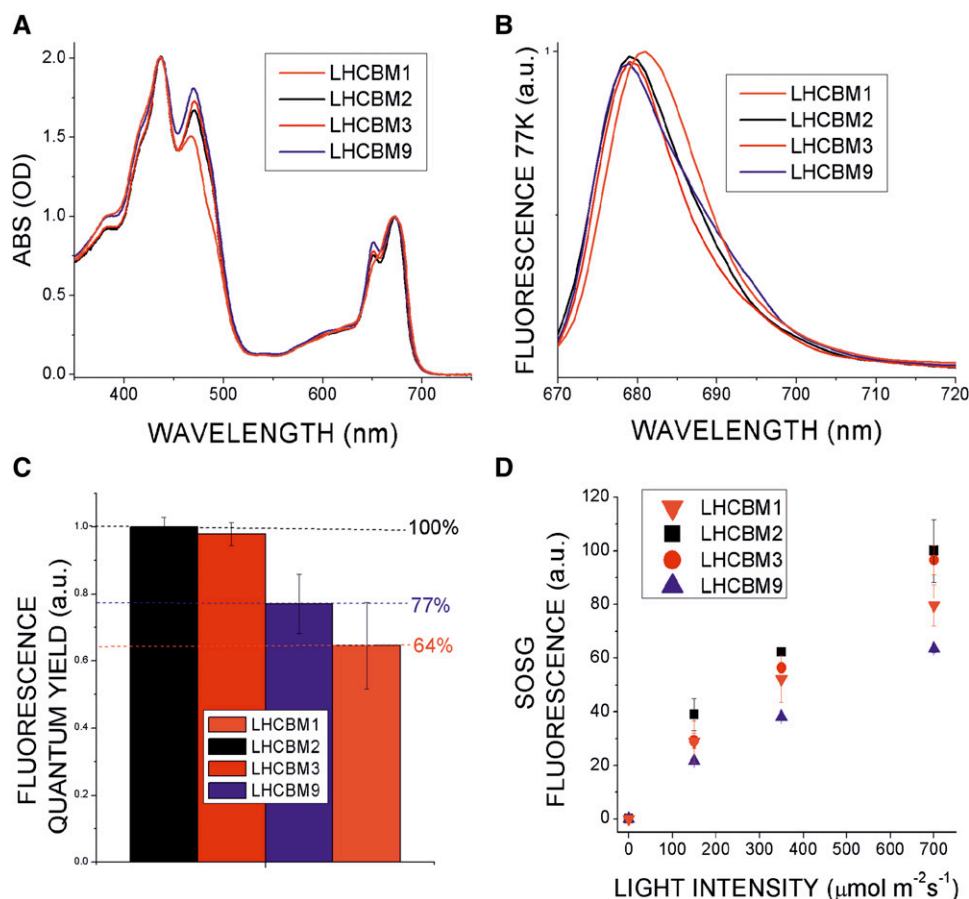 A
ABS (OD)
2.0
1.5
1.0
0.5
0.0
LHCBM1
LHCBM2
LHCBM3
LHCBM9
400
500
600
700
WAVELENGTH (nm)
B
FLUORESCENCE 77K (a.u.)
1
LHCBM1
LHCBM2
LHCBM3
LHCBM9
670
680
690
700
710
720
WAVELENGTH (nm)
C
FLUORESCENCE
QUANTUM YIELD (a.u.)
1.0
0.8
0.6
0.4
0.2
0.0
100%
77%
64%
LHCBM1
LHCBM2
LHCBM3
LHCBM9
D
SOSG
FLUORESCENCE (a.u.)
120
100
80
60
40
20
0
LHCBM1
LHCBM2
LHCBM3
LHCBM9
0
100
200
300
400
500
600
700
LIGHT INTENSITY (μmol m⁻²s⁻¹)